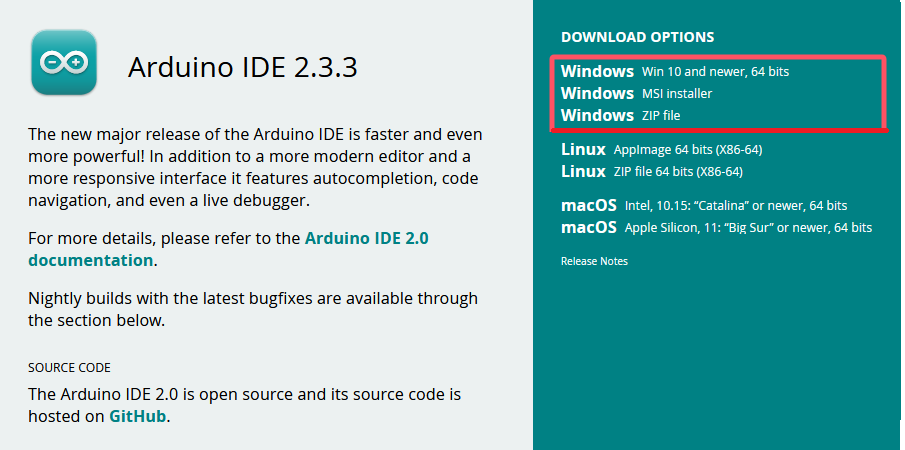 Arduino IDE 2.3.3
The new major release of the Arduino IDE is faster and even
more powerful! In addition to a more modern editor and a
more responsive interface it features autocompletion, code
navigation, and even a live debugger.
For more details, please refer to the Arduino IDE 2.0
documentation.
Nightly builds with the latest bugfixes are available through
the section below.
SOURCE CODE
The Arduino IDE 2.0 is open source and its source code is
hosted on GitHub.
DOWNLOAD OPTIONS
Windows Win 10 and newer, 64 bits
Windows MSI installer
Windows ZIP file
Linux AppImage 64 bits (X86-64)
Linux ZIP file 64 bits (X86-64)
macOS Intel, 10.15: “Catalina” or newer, 64 bits
macOS Apple Silicon, 11: “Big Sur” or newer, 64 bits
Release Notes